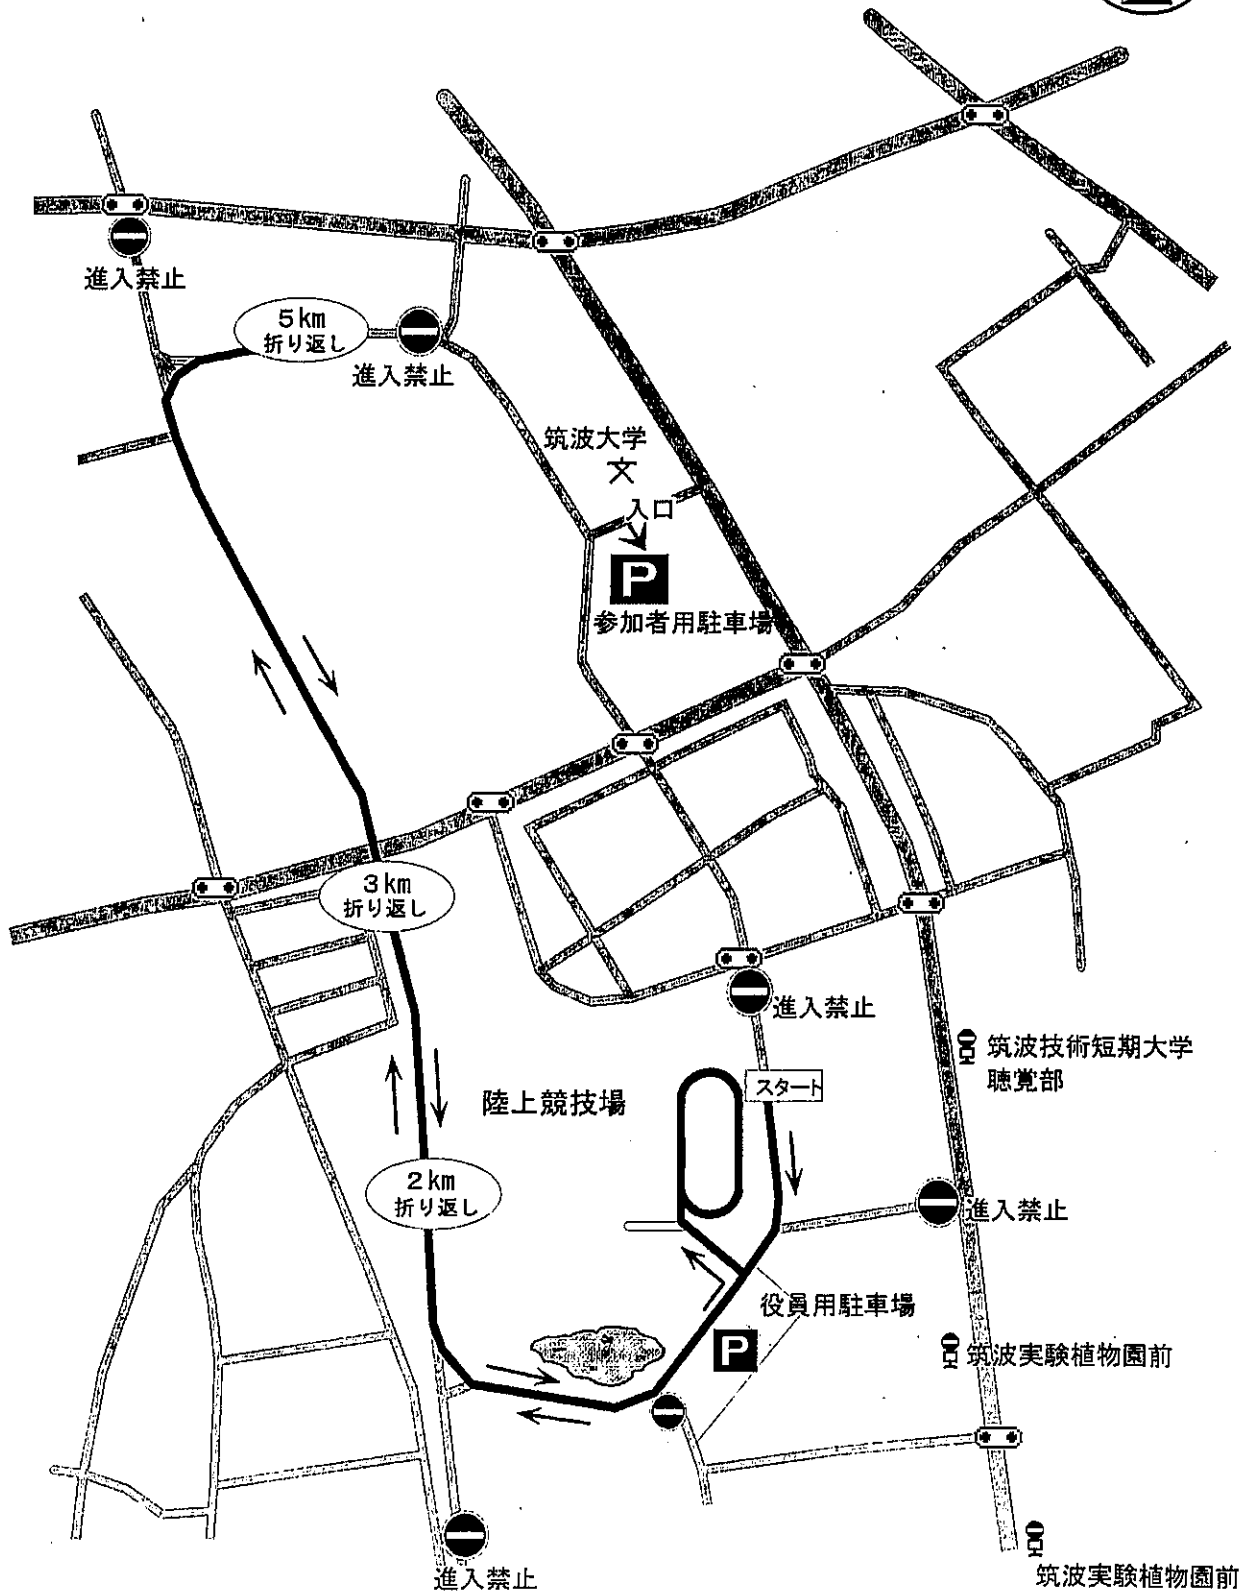 進入禁止
5km
折り返し
進入禁止
筑波大学
文
入口
P
参加者用駐車場
3km
折り返し
進入禁止
筑波技術短期大学
聴覚部
スタート
陸上競技場
2km
折り返し
進入禁止
役員用駐車場
P
筑波実験植物園前
進入禁止
筑波実験植物園前